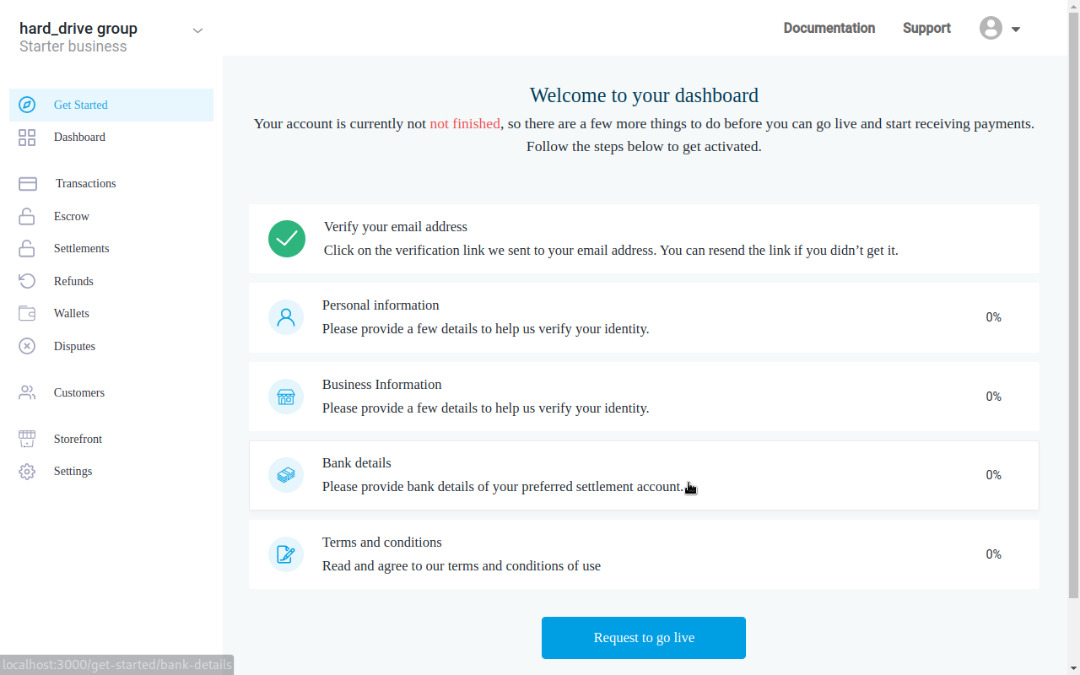 hard_drive group
Starter business
Documentation
Support
Get Started
Dashboard
Transactions
Escrow
Settlements
Refunds
Wallets
Disputes
Customers
Storefront
Settings
Welcome to your dashboard
Your account is currently not not finished, so there are a few more things to do before you can go live and start receiving payments.
Follow the steps below to get activated.
Verify your email address
Click on the verification link we sent to your email address. You can resend the link if you didn’t get it.
Personal information
Please provide a few details to help us verify your identity.
0%
Business Information
Please provide a few details to help us verify your identity.
0%
Bank details
Please provide bank details of your preferred settlement account.
0%
Terms and conditions
Read and agree to our terms and conditions of use
0%
Request to go live
localhost:3000/get-started/bank-details